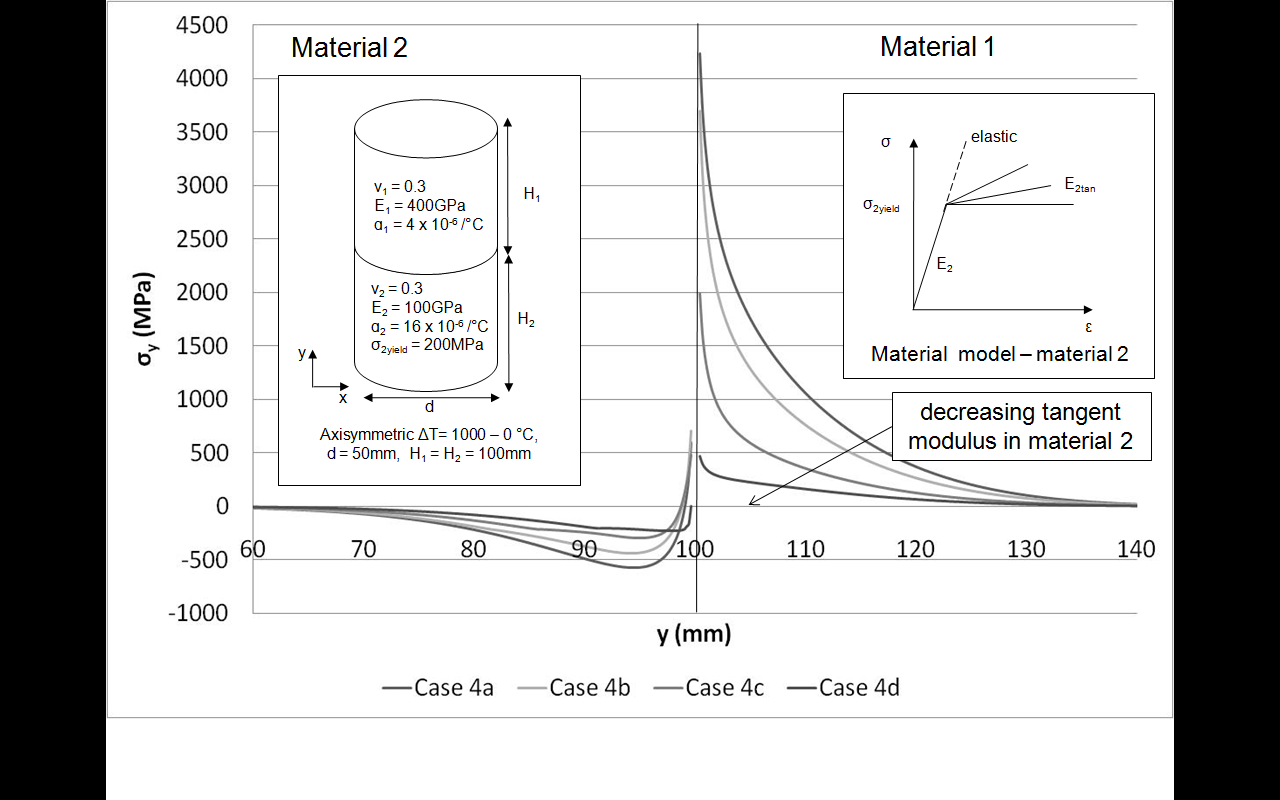 4500
4000
3500
3000
2500
2000
1500
1000
500
0
-500
-1000
σy (MPa)
Material 2
Material 1
ν1 = 0.3
E1 = 400GPa
α1 = 4 x 10-6 /°C
H1
ν2 = 0.3
E2 = 100GPa
α2 = 16 x 10-6 /°C
σ2yield = 200MPa
H2
y
x
d
Axisymmetric ΔT= 1000 – 0 °C,
d = 50mm, H1 = H2 = 100mm
σ
elastic
E2tan
σ2yield
E2
ε
Material model – material 2
decreasing tangent
modulus in material 2
60 70 80 90 100 110 120 130 140
y (mm)
Case 4a Case 4b Case 4c Case 4d